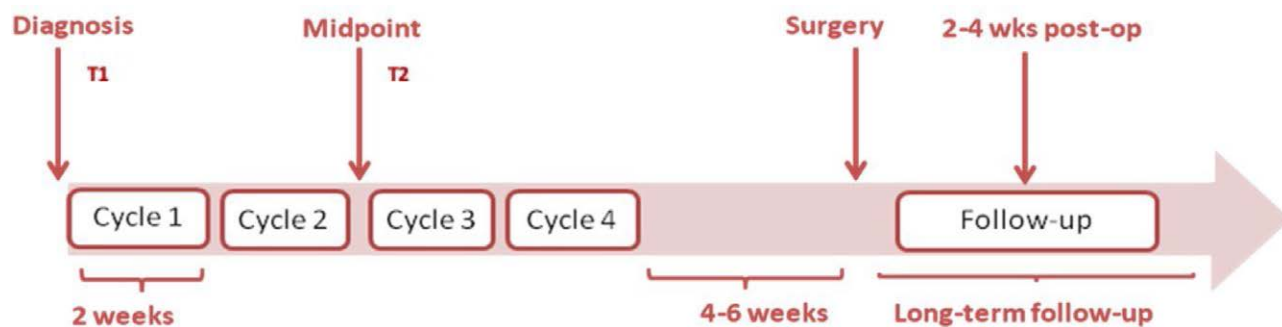 Diagnosis
Midpoint
Surgery
2-4 wks post-op
T1
T2
Cycle 1
Cycle 2
Cycle 3
Cycle 4
Follow-up
2 weeks
4-6 weeks
Long-term follow-up